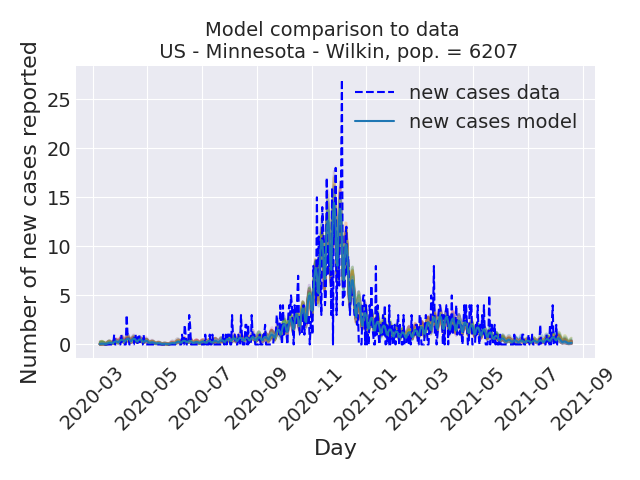 Model comparison to data
US - Minnesota - Wilkin, pop. = 6207
Number of new cases reported
25
20
15
10
5
0
new cases data
new cases model
2020-03
2020-05
2020-07
2020-09
2020-11
2021-01
2021-03
2021-05
2021-07
2021-09
Day